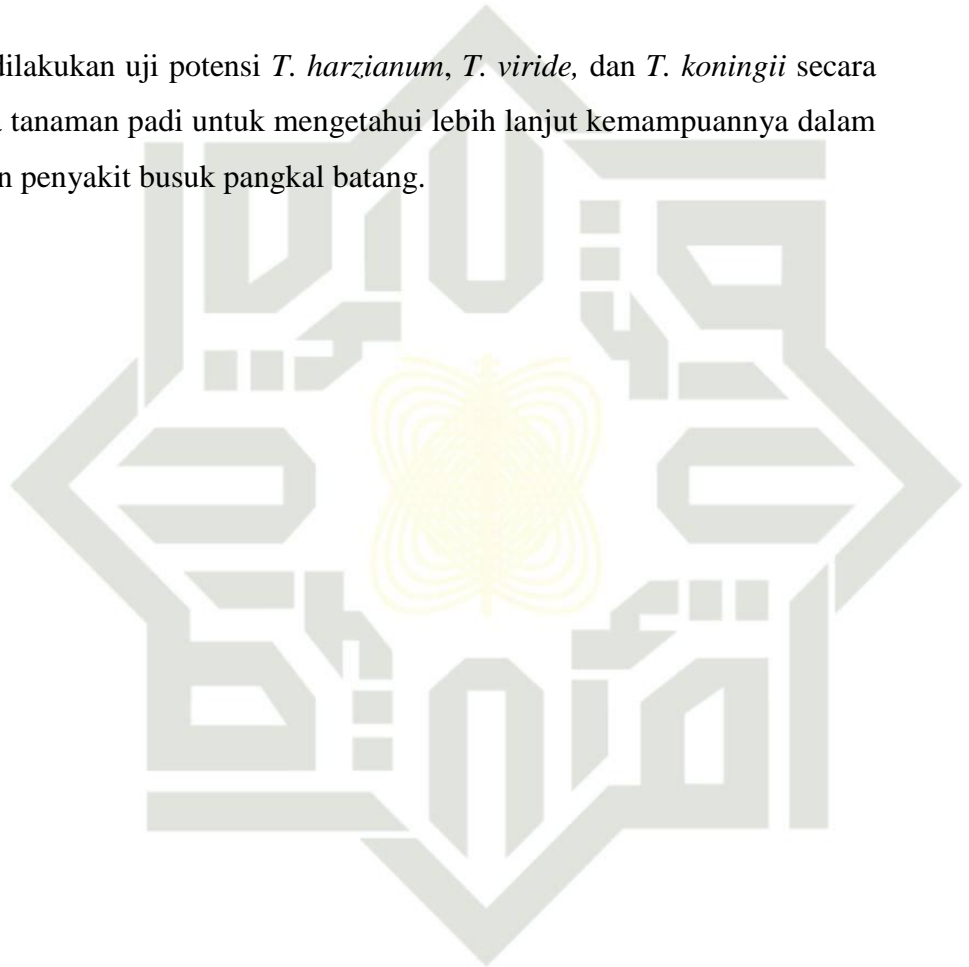 dilakukan uji potensi T. harzianum, T. viride, dan T. koningii secara
tanaman padi untuk mengetahui lebih lanjut kemampuannya dalam
penyakit busuk pangkal batang.